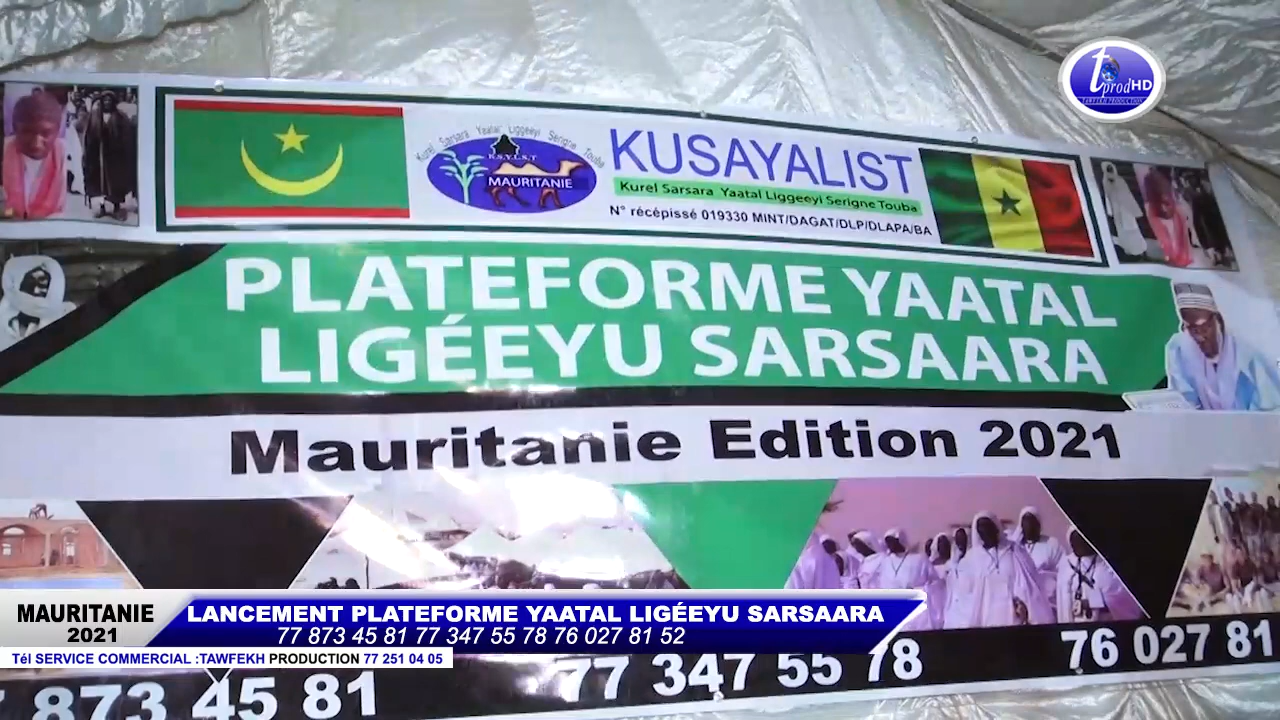 tprodHD
TAWFEKH PRODUCTION
Kurel Sarsara Yaatal Liggeeyi Serigne Touba
K.S.Y.L.S.T
MAURITANIE
KUSAYALIST
Kurel Sarsara Yaatal Liggeeyi Serigne Touba
N° récépissé 019330 MINT/DAGAT/DLP/DLAPA/BA
PLATEFORME YAATAL
LIGÉEYU SARSAARA
Mauritanie Edition 2021
MAURITANIE
2021
LANCEMENT PLATEFORME YAATAL LIGÉEYU SARSAARA
77 873 45 81 77 347 55 78 76 027 81 52
Tél SERVICE COMMERCIAL :TAWFEKH PRODUCTION 77 251 04 05
7 873 45 81 77 347 55 78 76 027 81